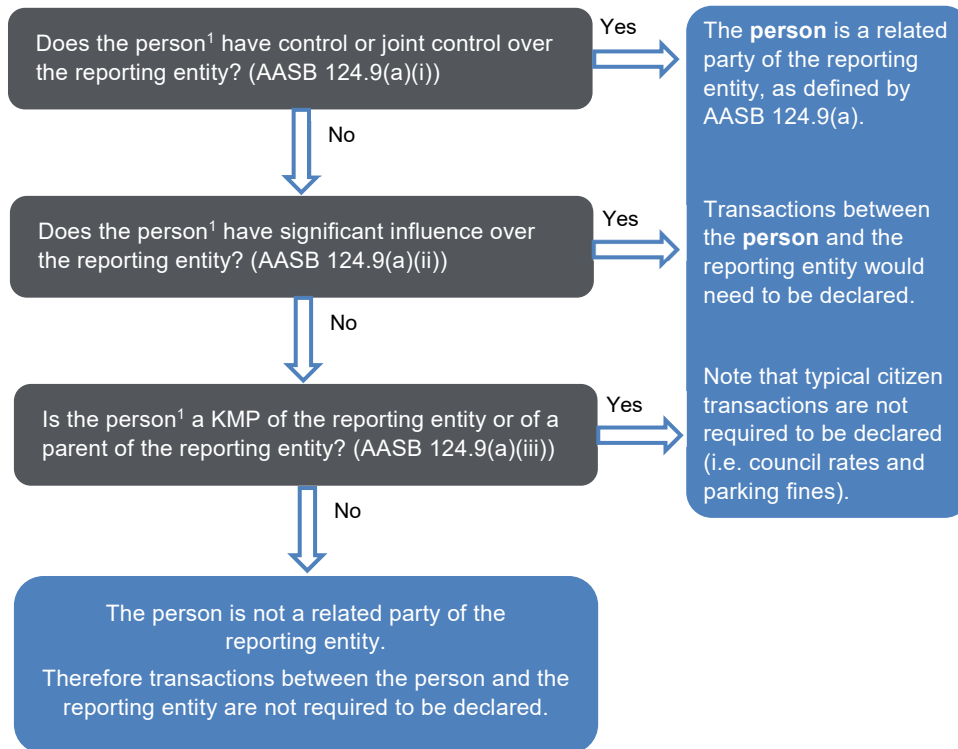 Does the person¹ have control or joint control over
the reporting entity? (AASB 124.9(a)(i))
Yes
The person is a related
party of the reporting
entity, as defined by
AASB 124.9(a).
No
Does the person¹ have significant influence over
the reporting entity? (AASB 124.9(a)(ii))
Yes
Transactions between
the person and the
reporting entity would
need to be declared.
No
Is the person¹ a KMP of the reporting entity or of a
parent of the reporting entity? (AASB 124.9(a)(iii))
Yes
Note that typical citizen
transactions are not
required to be declared
(i.e. council rates and
parking fines).
No
The person is not a related party of the
reporting entity.
Therefore transactions between the person and the
reporting entity are not required to be declared.